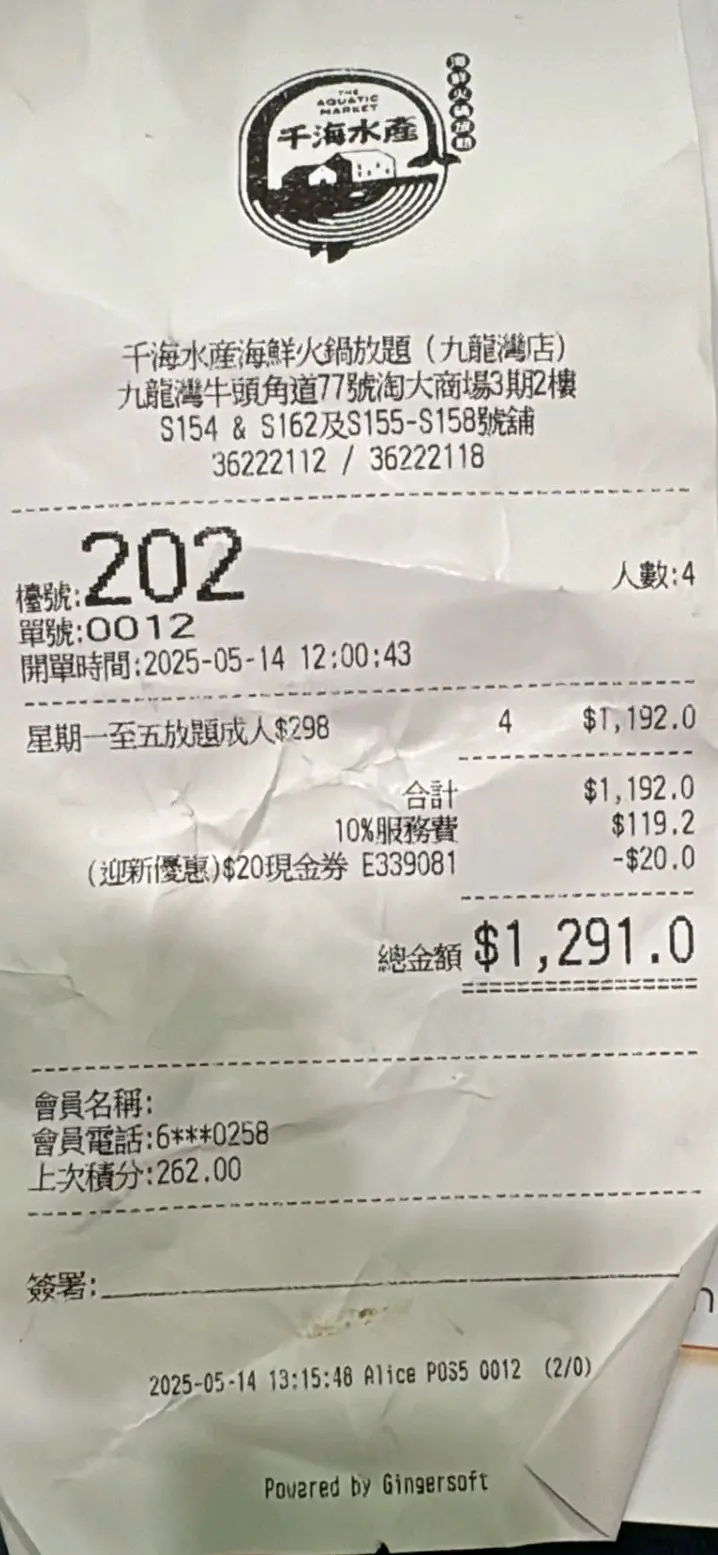 THE
AQUATIC
MARKET
千海水產
海鮮火鍋放題
千海水產海鮮火鍋放題（九龍灣店）
九龍灣牛頭角道77號淘大商場3期2樓
S154 & S162及S155-S158號舖
36222112 / 36222118
檯號:202 人數:4
單號:0012
開單時間:2025-05-14 12:00:43
星期一至五放題成人$298 4 $1,192.0
合計 $1,192.0
10%服務費 $119.2
(迎新優惠)$20現金券 E339081 -$20.0
總金額 $1,291.0
會員名稱:
會員電話:6***0258
上次積分:262.00
簽署:
2025-05-14 13:15:48 Alice POS5 0012 (2/0)
Powered by Gingersoft